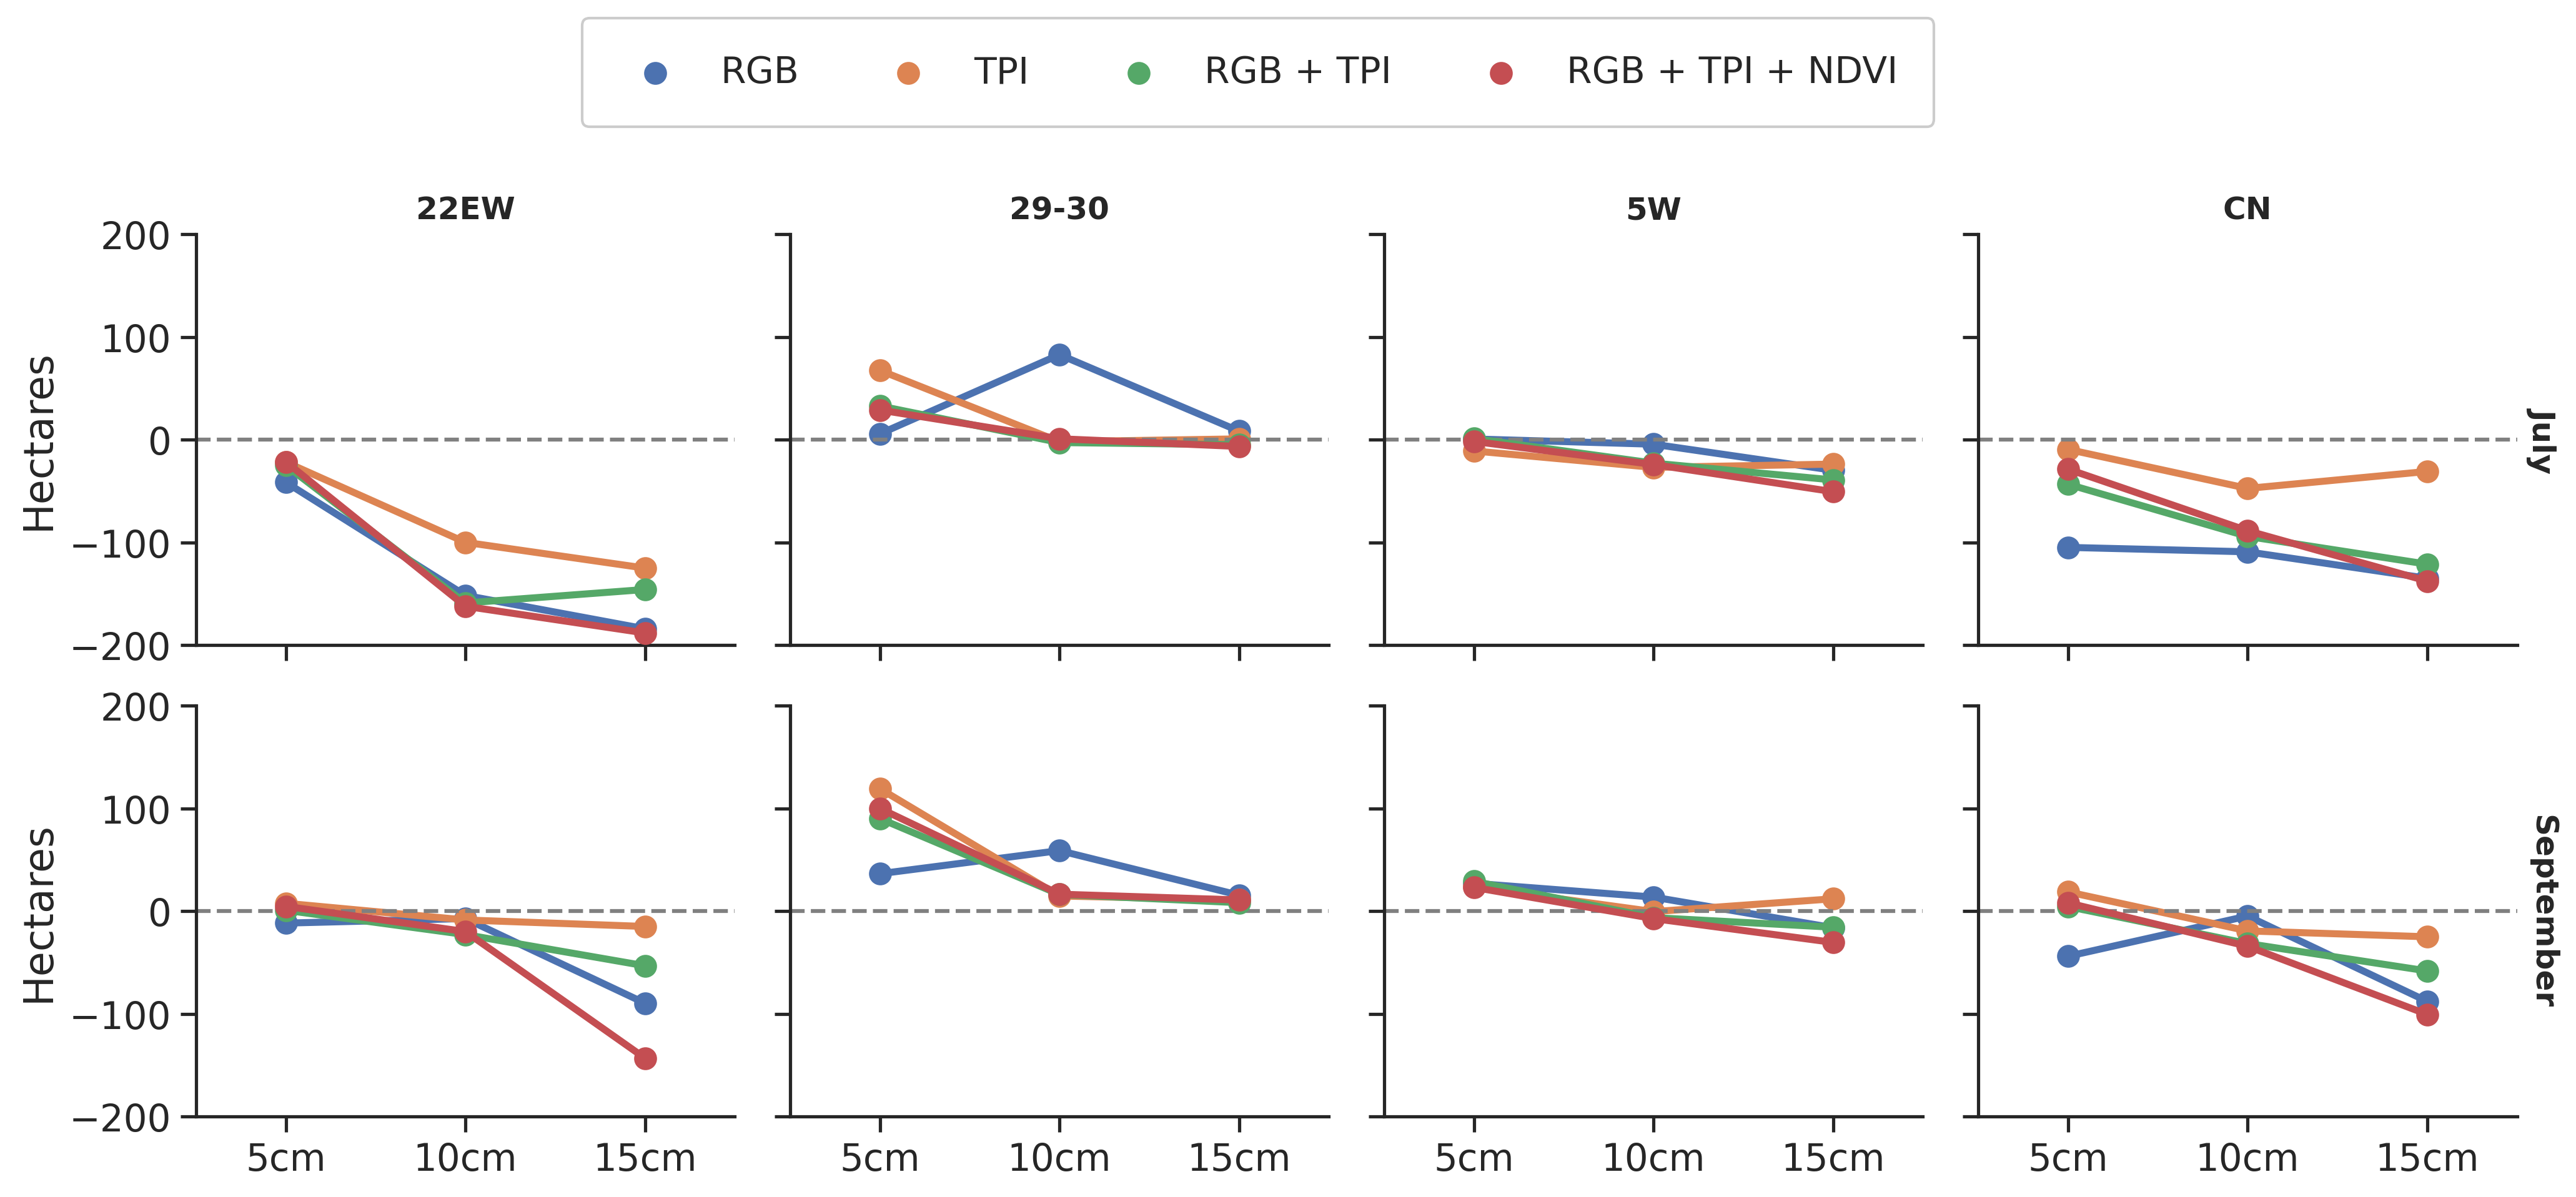 RGB TPI RGB + TPI RGB + TPI + NDVI
22EW 29-30 5W CN
200
100
0
−100
−200
Hectares
July
200
100
0
−100
−200
Hectares
September
5cm 10cm 15cm 5cm 10cm 15cm 5cm 10cm 15cm 5cm 10cm 15cm